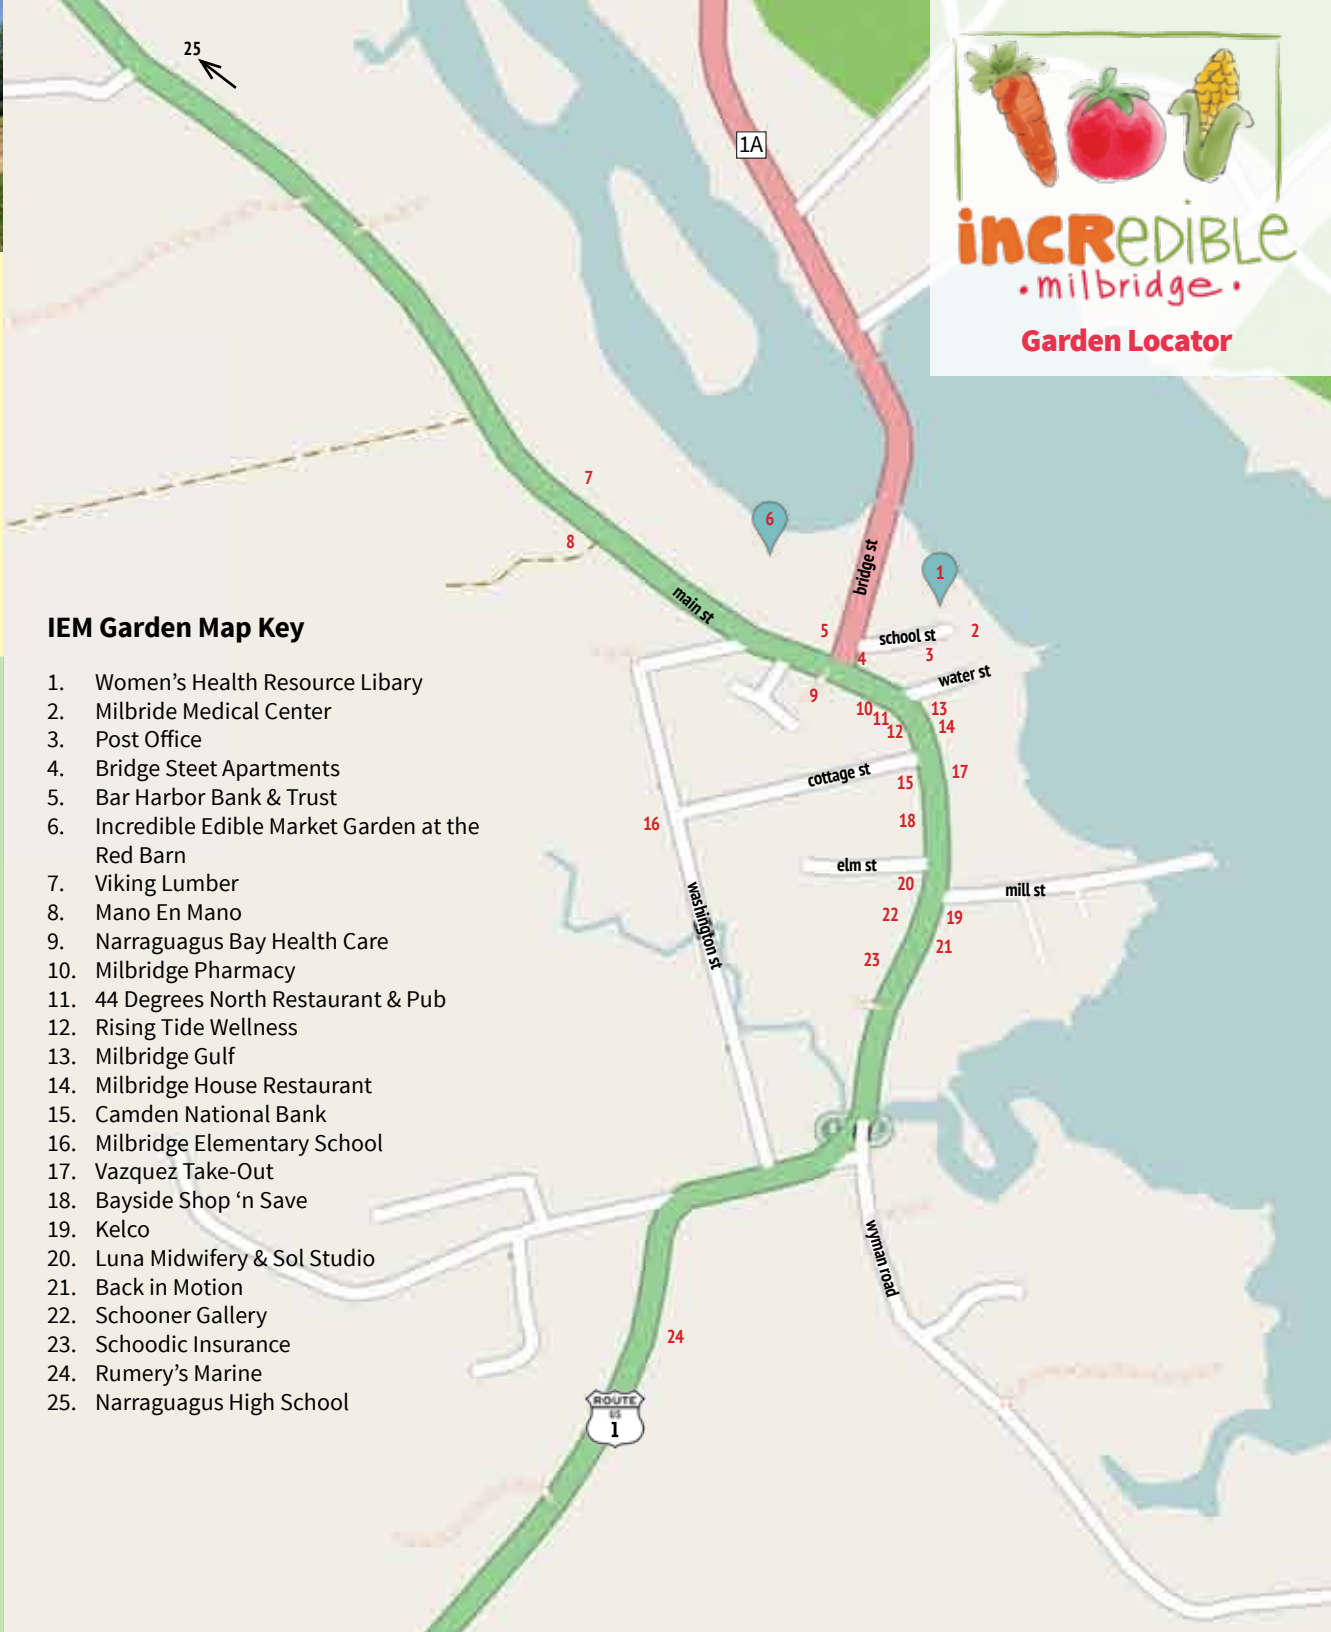 25
1A
incREDIBLE
• milbridge •
Garden Locator
7
6
8
bridge st
1
main st
5
school st
2
4
3
water st
9
10
13
11
14
12
cottage st
17
15
16
18
elm st
20
mill st
22
19
21
23
washington st
wyman road
24
ROUTE
US
1
IEM Garden Map Key
1. Women’s Health Resource Libary
2. Milbride Medical Center
3. Post Office
4. Bridge Steet Apartments
5. Bar Harbor Bank & Trust
6. Incredible Edible Market Garden at the
Red Barn
7. Viking Lumber
8. Mano En Mano
9. Narraguagus Bay Health Care
10. Milbridge Pharmacy
11. 44 Degrees North Restaurant & Pub
12. Rising Tide Wellness
13. Milbridge Gulf
14. Milbridge House Restaurant
15. Camden National Bank
16. Milbridge Elementary School
17. Vazquez Take-Out
18. Bayside Shop ‘n Save
19. Kelco
20. Luna Midwifery & Sol Studio
21. Back in Motion
22. Schooner Gallery
23. Schoodic Insurance
24. Rumery’s Marine
25. Narraguagus High School